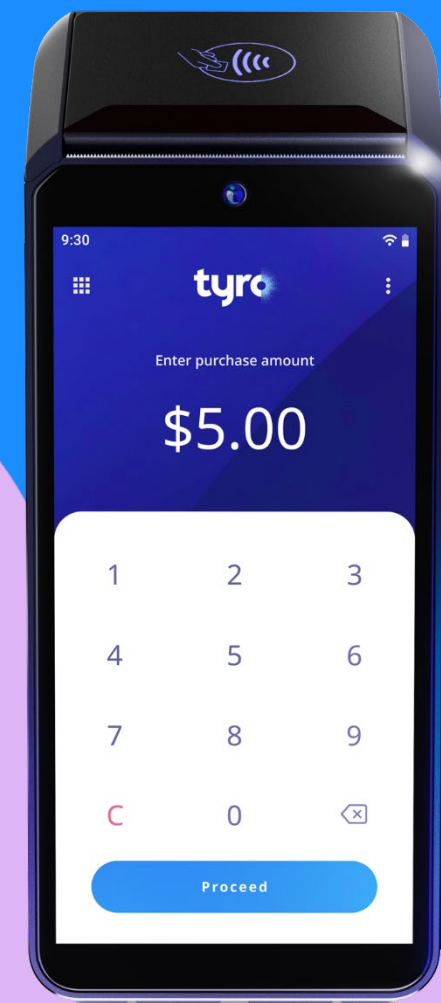 9:30
tyro
Enter purchase amount
$5.00
1 2 3
4 5 6
7 8 9
C 0
Proceed